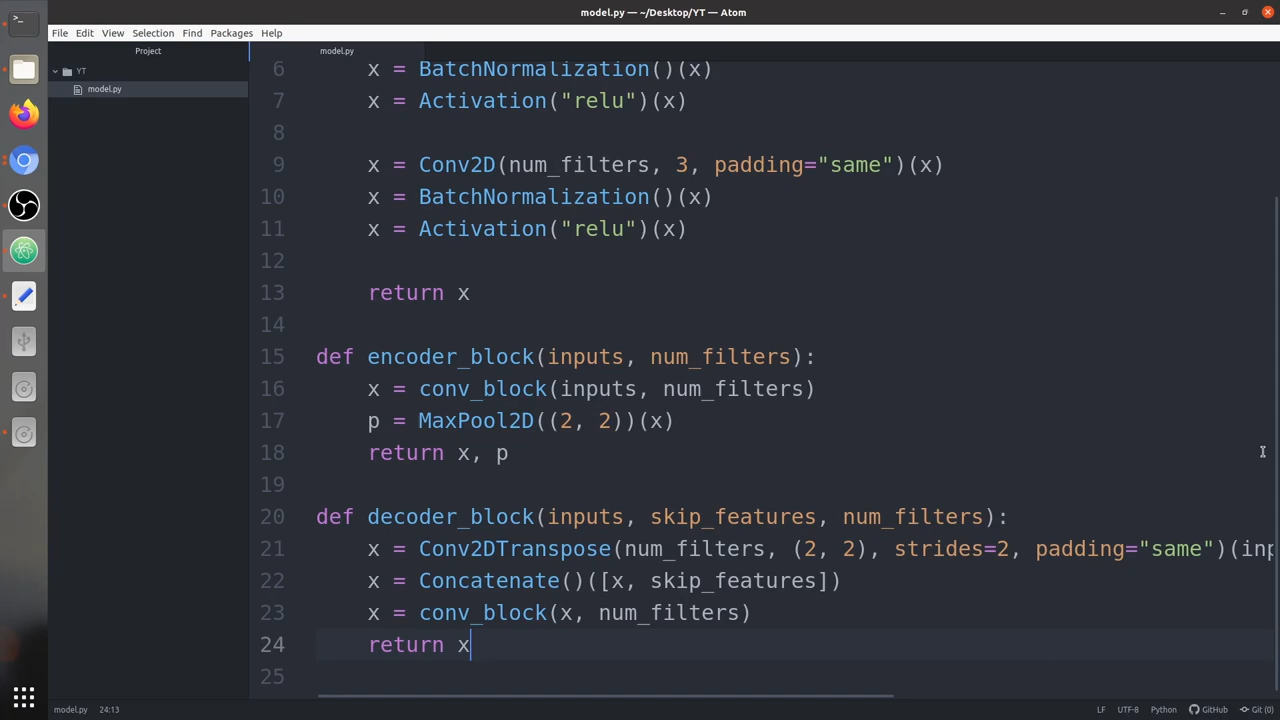 model.py — ~/Desktop/YT — Atom
File Edit View Selection Find Packages Help
Project
model.py
YT
model.py
6 x = BatchNormalization()(x)
7 x = Activation("relu")(x)
8
9 x = Conv2D(num_filters, 3, padding="same")(x)
10 x = BatchNormalization()(x)
11 x = Activation("relu")(x)
12
13 return x
14
15 def encoder_block(inputs, num_filters):
16 x = conv_block(inputs, num_filters)
17 p = MaxPool2D((2, 2))(x)
18 return x, p
19
20 def decoder_block(inputs, skip_features, num_filters):
21 x = Conv2DTranspose(num_filters, (2, 2), strides=2, padding="same")(inp
22 x = Concatenate()([x, skip_features])
23 x = conv_block(x, num_filters)
24 return x
25
model.py 24:13 LF UTF-8 Python GitHub Git (0)